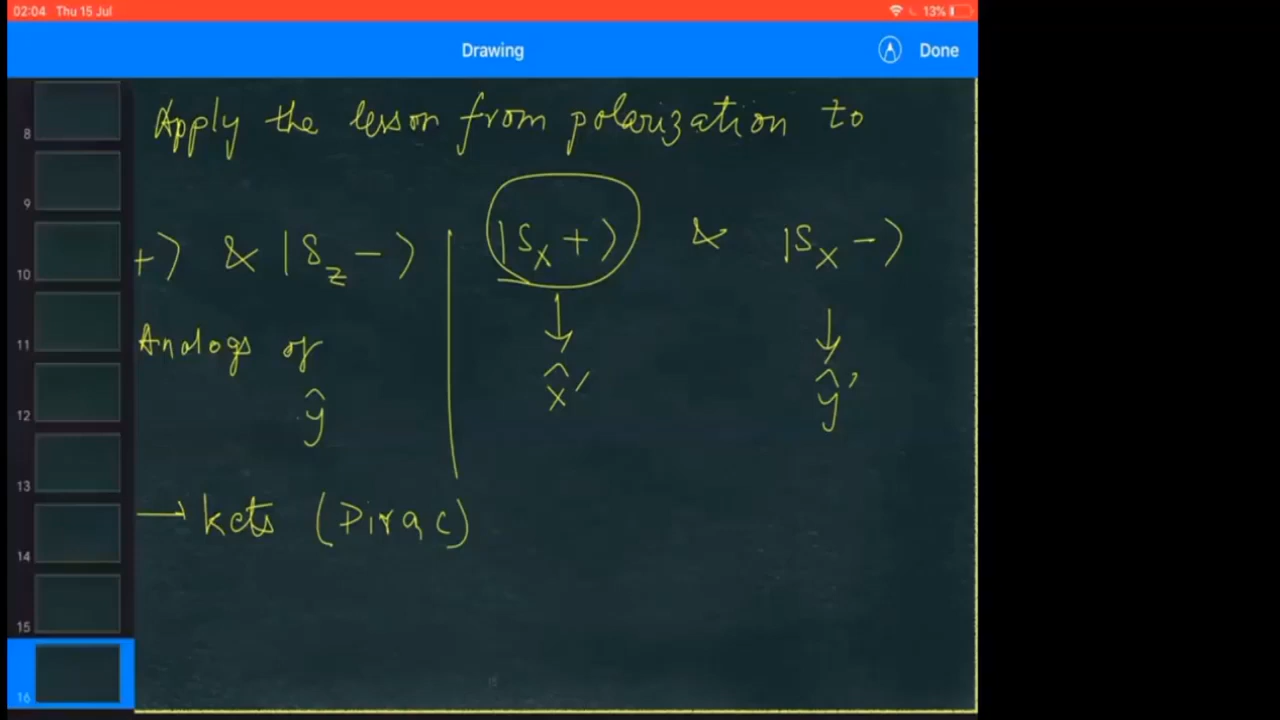 02:04 Thu 15 Jul 13%
Drawing Done
8
9
10
11
12
13
14
15
16
Apply the lesson from polarization to
+⟩ & |S_z −⟩ |S_x +⟩ & |S_x −⟩
Analogs of
ŷ x̂′ ŷ′
→ kets (Dirac)